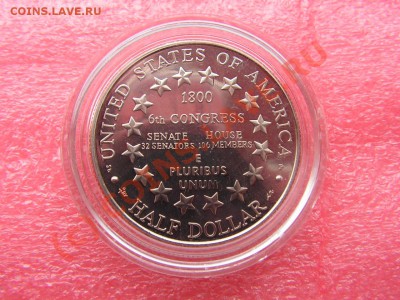 COINS.LAVE.RU
UNITED STATES OF AMERICA
1800
6th CONGRESS
SENATE HOUSE
32 SENATORS 106 MEMBERS
E
PLURIBUS
UNUM
HALF DOLLAR